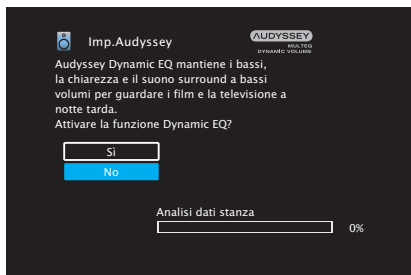 Imp.Audyssey
AUDYSSEY
MULTEQ
DYNAMIC VOLUME
Audyssey Dynamic EQ mantiene i bassi,
la chiarezza e il suono surround a bassi
volumi per guardare i film e la televisione a
notte tarda.
Attivare la funzione Dynamic EQ?
Sì
No
Analisi dati stanza
0%